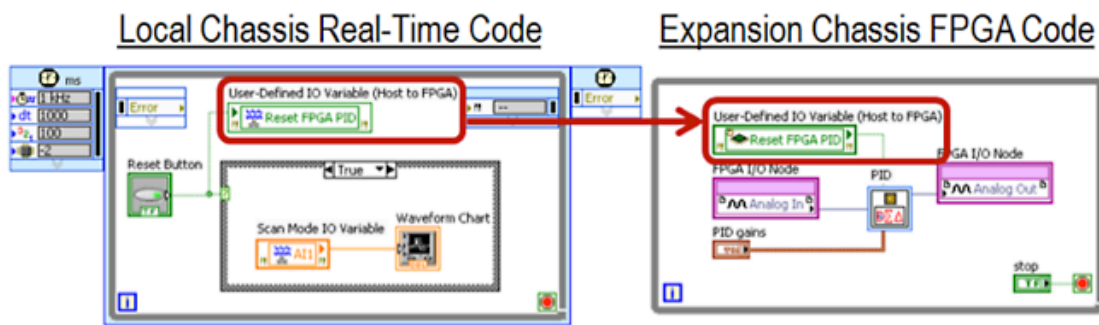 Local Chassis Real-Time Code
Expansion Chassis FPGA Code
ms
1 kHz
dt 1000
100
-2
Error
User-Defined IO Variable (Host to FPGA)
Reset FPGA PID
--
Error
Reset Button
True
Scan Mode IO Variable
AI1
Waveform Chart
i
User-Defined IO Variable (Host to FPGA)
Reset FPGA PID
FPGA I/O Node
Analog In
PID
FPGA I/O Node
Analog Out
PID gains
stop
TF
i